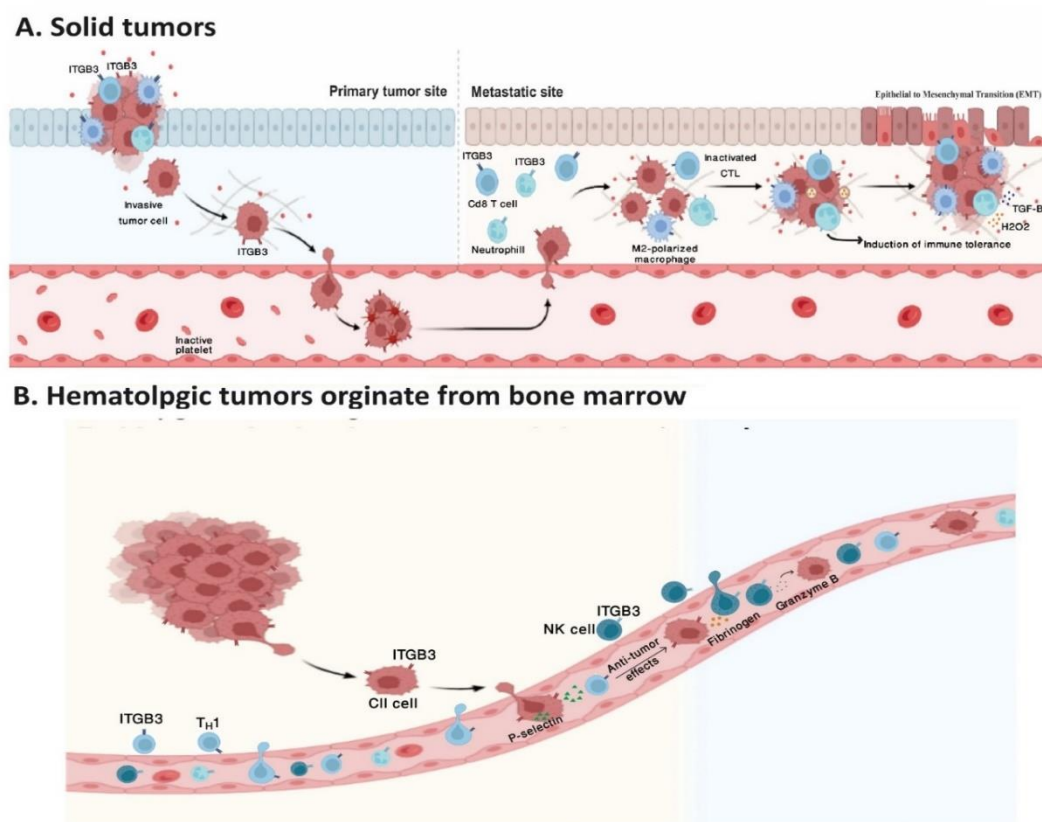 A. Solid tumors
ITGB3
ITGB3
Primary tumor site
Metastatic site
Epithelial to Mesenchymal Transition (EMT)
Invasive
tumor cell
ITGB3
Inactive
platelet
ITGB3
ITGB3
Cd8 T cell
Neutrophill
M2-polarized
macrophage
Inactivated
CTL
TGF-B
H2O2
Induction of immune tolerance
B. Hematolpgic tumors orginate from bone marrow
ITGB3
TH1
ITGB3
Cll cell
P-selectin
ITGB3
NK cell
Anti-tumor
effects
Fibrinogen
Granzyme B